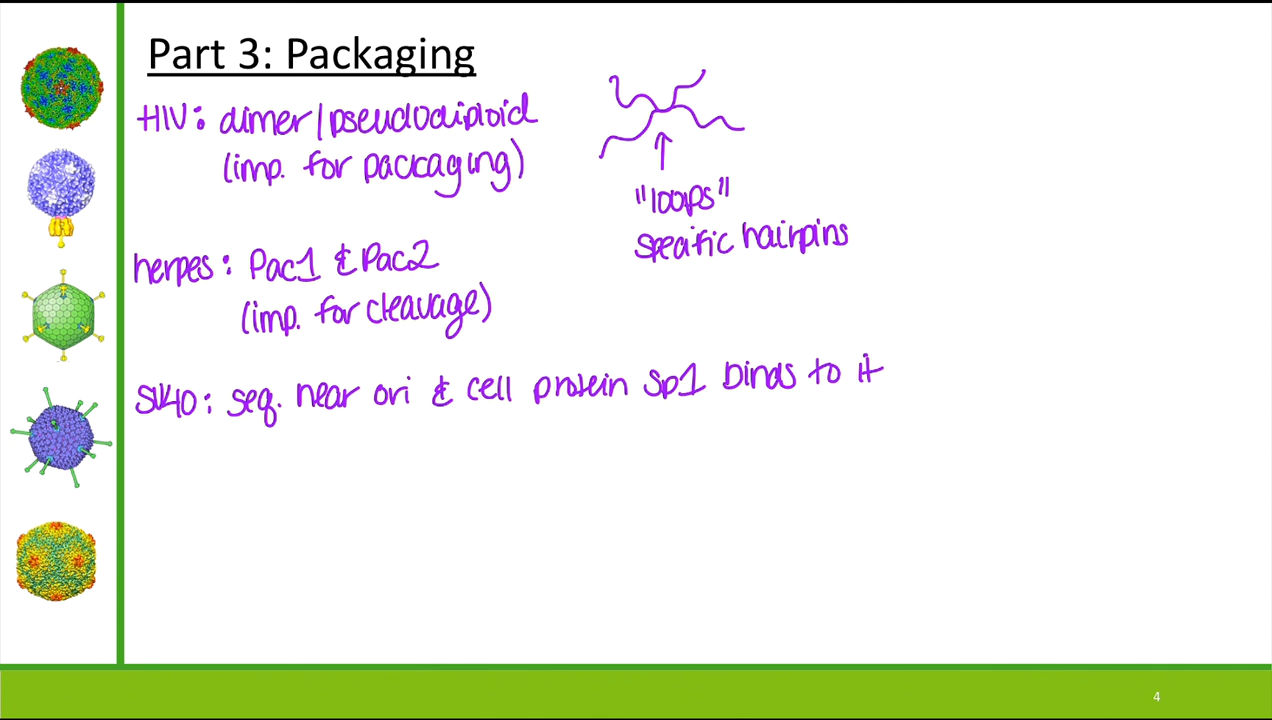 Part 3: Packaging
HIV: dimer/pseudodiploid
(imp. for packaging)
"loops"
specific hairpins
herpes: Pac1 & Pac2
(imp. for cleavage)
SV40: seq. near ori & cell protein Sp1 binds to it
4